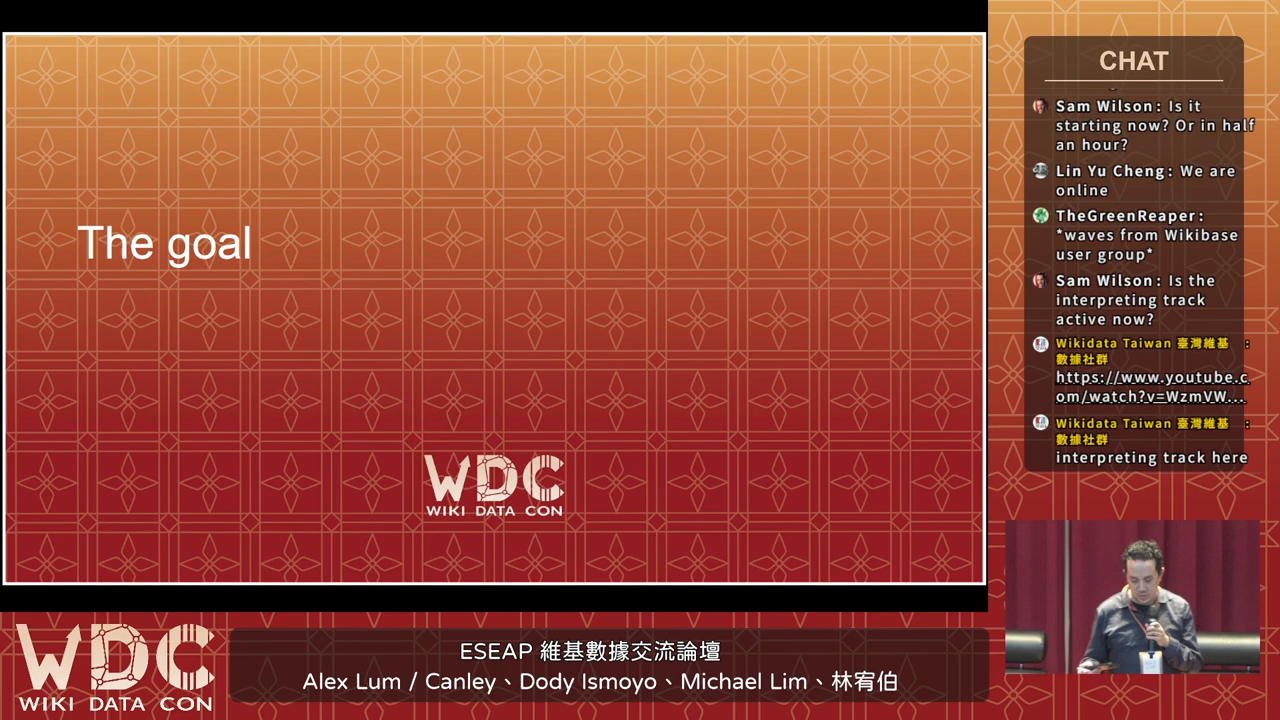 The goal
WDC
WIKI DATA CON
CHAT
Sam Wilson: Is it
starting now? Or in half
an hour?
Lin Yu Cheng: We are
online
TheGreenReaper:
*waves from Wikibase
user group*
Sam Wilson: Is the
interpreting track
active now?
Wikidata Taiwan 臺灣維基 :
數據社群
https://www.youtube.c
om/watch?v=WzmVW...
Wikidata Taiwan 臺灣維基 :
數據社群
interpreting track here
WDC
WIKI DATA CON
ESEAP 維基數據交流論壇
Alex Lum / Canley、Dody Ismoyo、Michael Lim、林宥伯